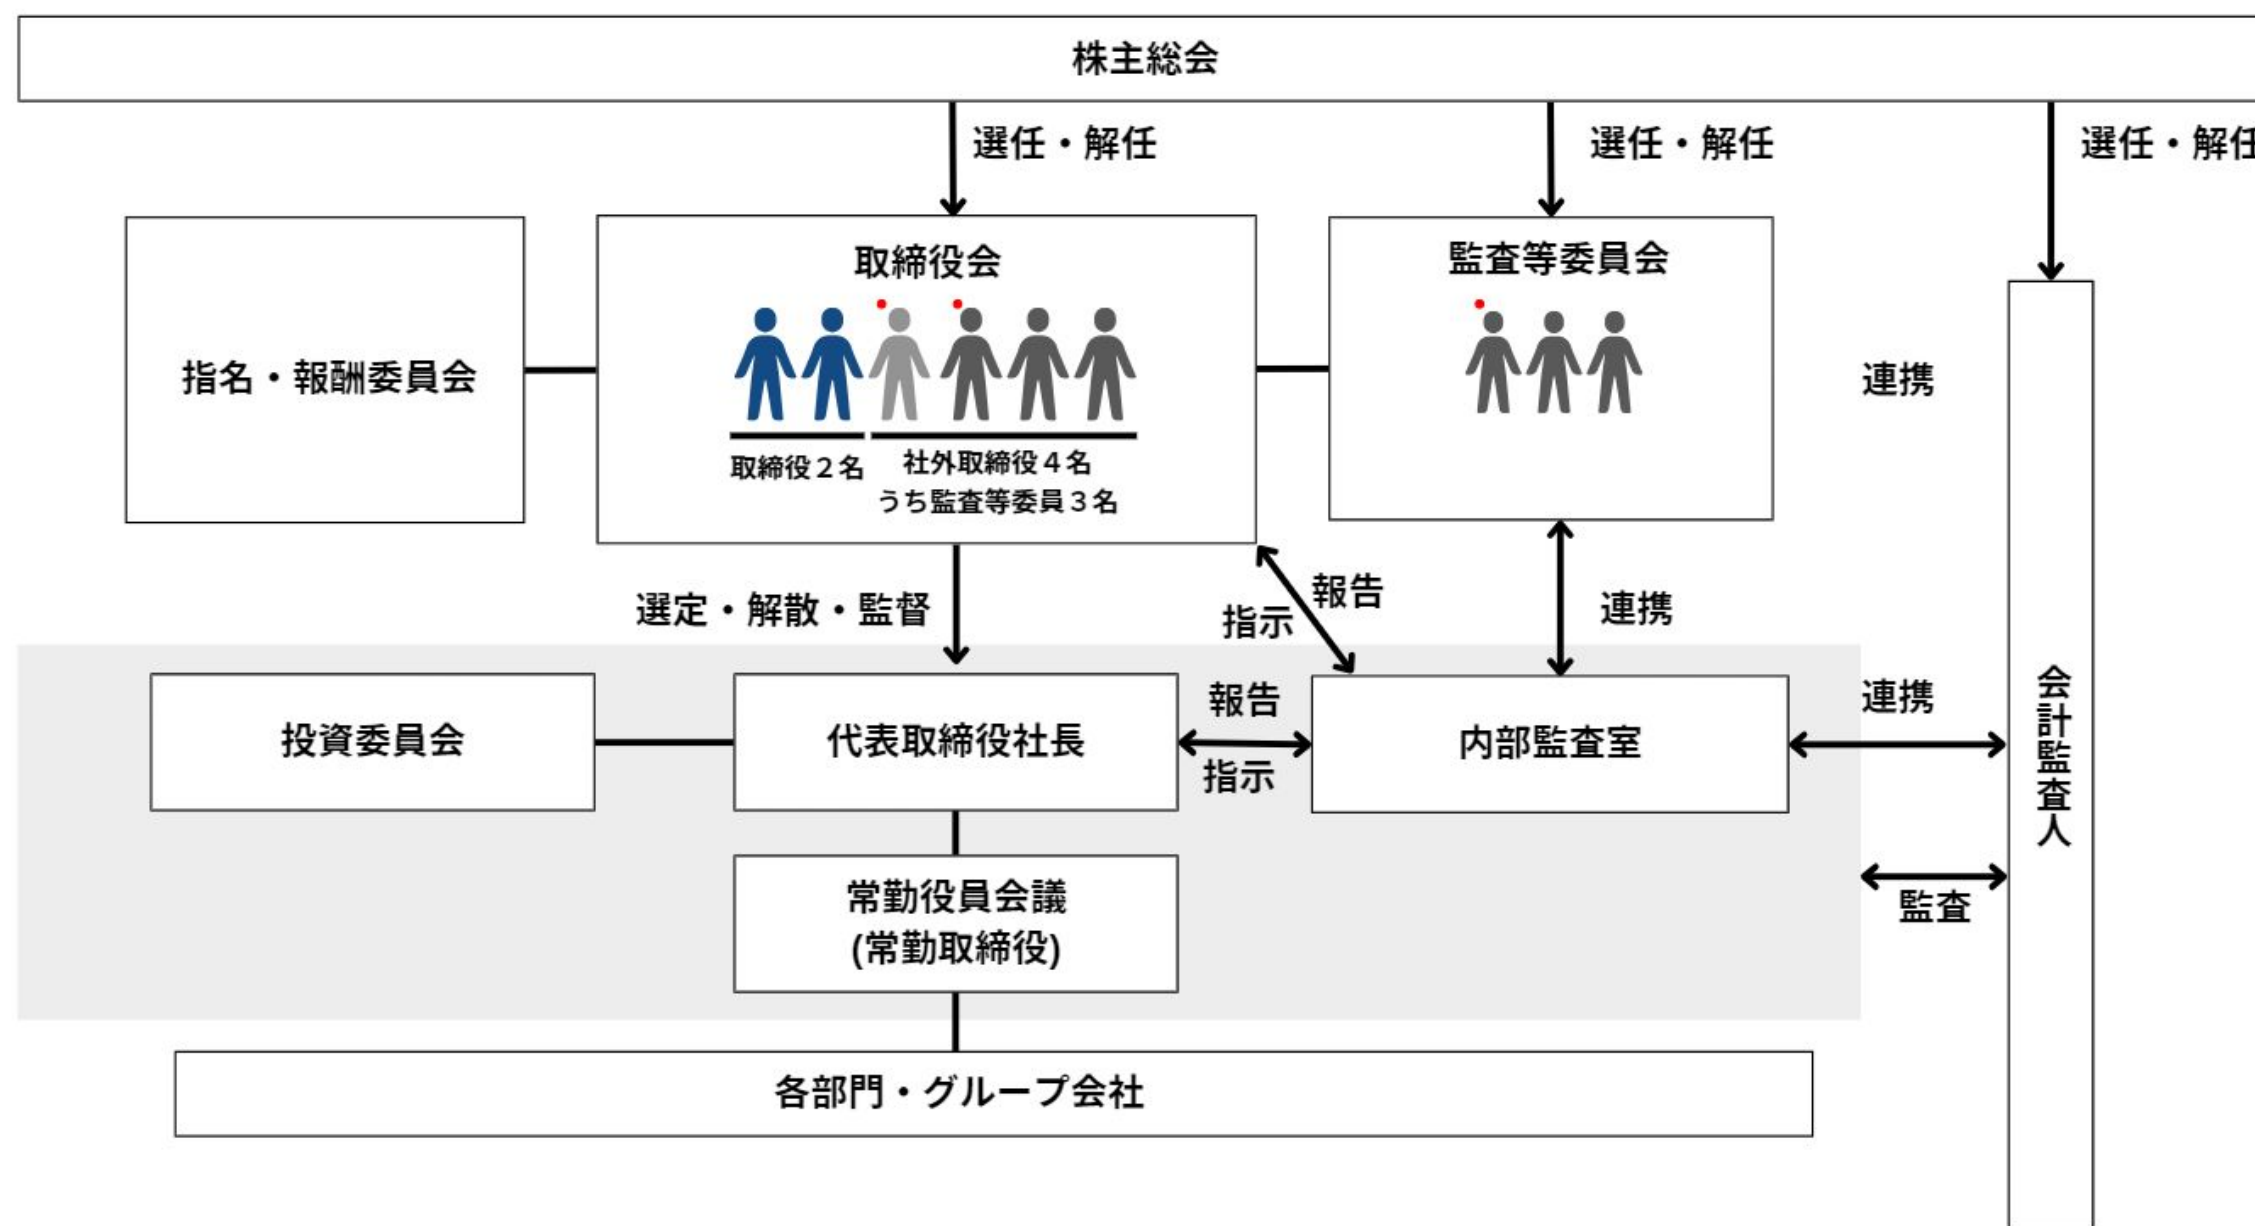 株主総会
選任・解任
選任・解任
選任・解任
取締役会
監査等委員会
指名・報酬委員会
連携
取締役２名
社外取締役４名
うち監査等委員３名
選定・解散・監督
報告
指示
連携
投資委員会
代表取締役社長
報告
指示
内部監査室
連携
会計監査人
常勤役員会議
(常勤取締役)
監査
各部門・グループ会社